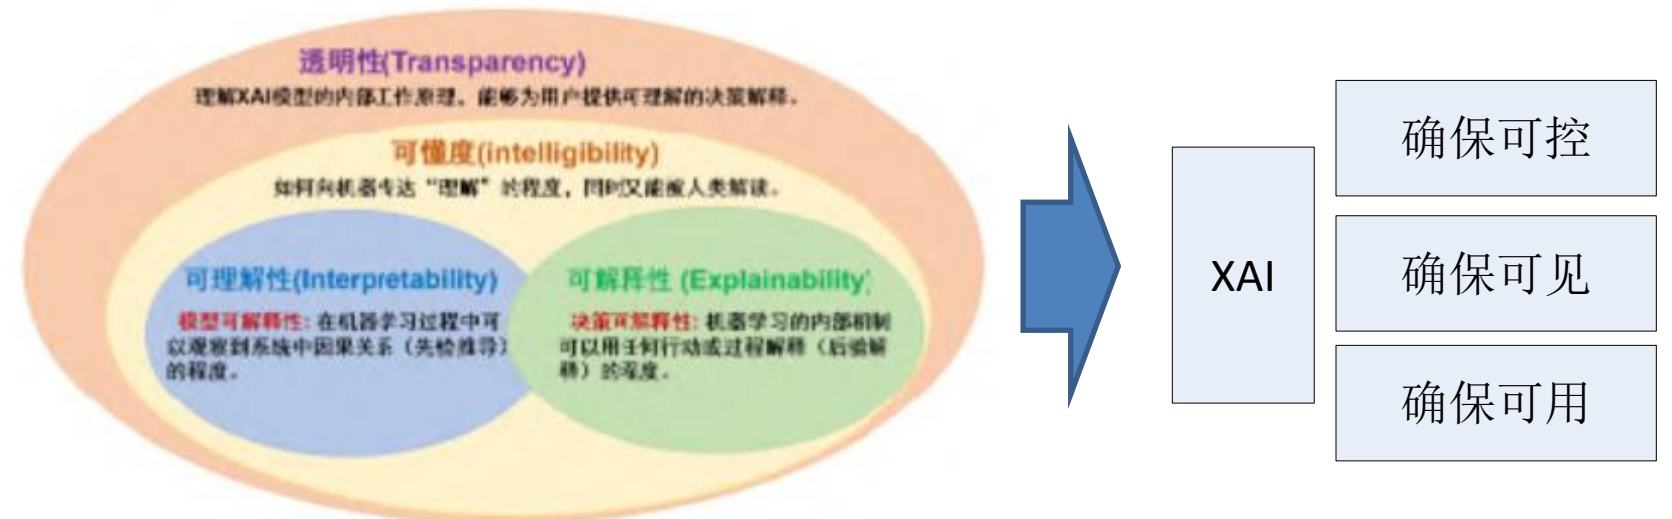 透明性(Transparency)
理解XAI模型的内部工作原理，能够为用户提供可理解的决策解释。
可懂度(intelligibility)
如何向机器传达“理解”的程度，同时又能被人类解读。
可理解性(Interpretability)
模型可解释性: 在机器学习过程中可
以观察到系统中因果关系（先验推导）
的程度。
可解释性 (Explainability)
决策可解释性: 机器学习的内部机制
可以用任何行动或过程解释（后验解
释）的程度。
XAI
确保可控
确保可见
确保可用